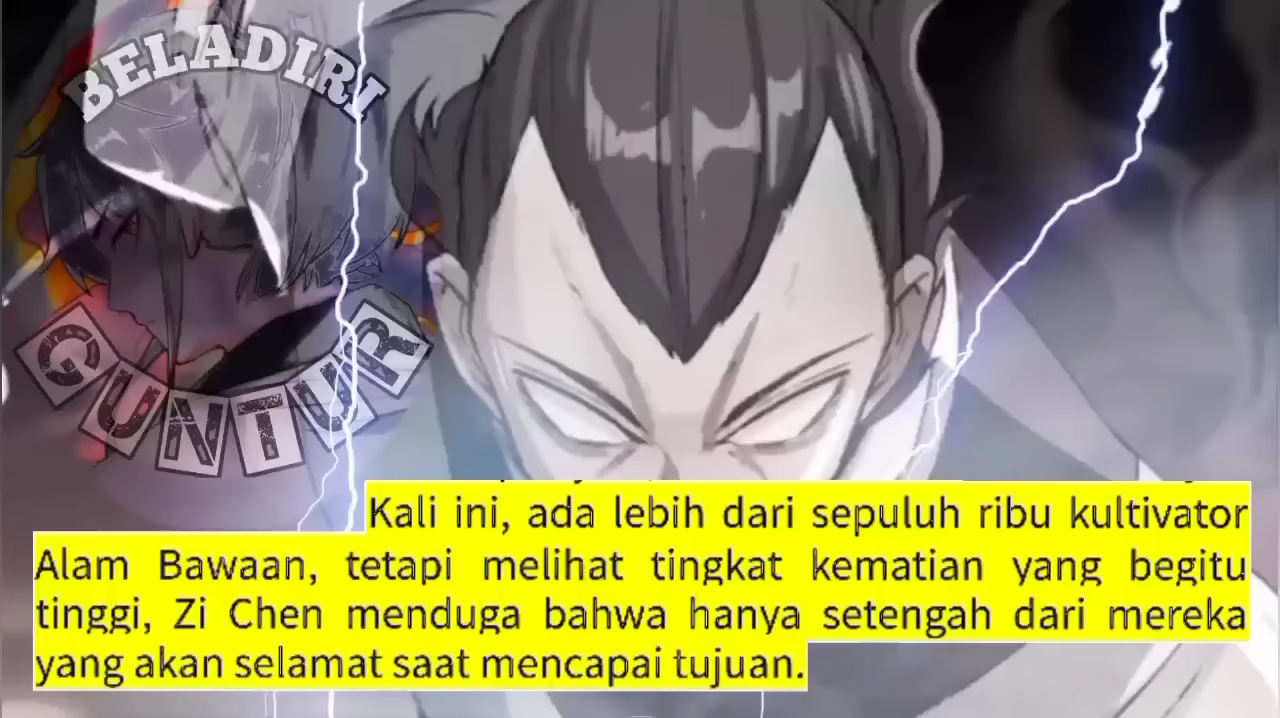 BELADIRI
GUNTUR
Kali ini, ada lebih dari sepuluh ribu kultivator
Alam Bawaan, tetapi melihat tingkat kematian yang begitu
tinggi, Zi Chen menduga bahwa hanya setengah dari mereka
yang akan selamat saat mencapai tujuan.